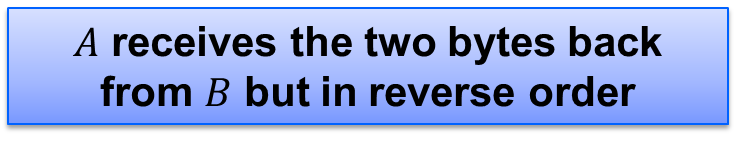 A receives the two bytes back
from B but in reverse order